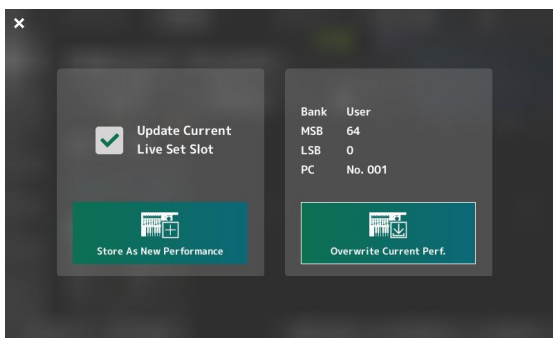 Update Current
Live Set Slot
Store As New Performance
Bank User
MSB 64
LSB 0
PC No. 001
Overwrite Current Perf.